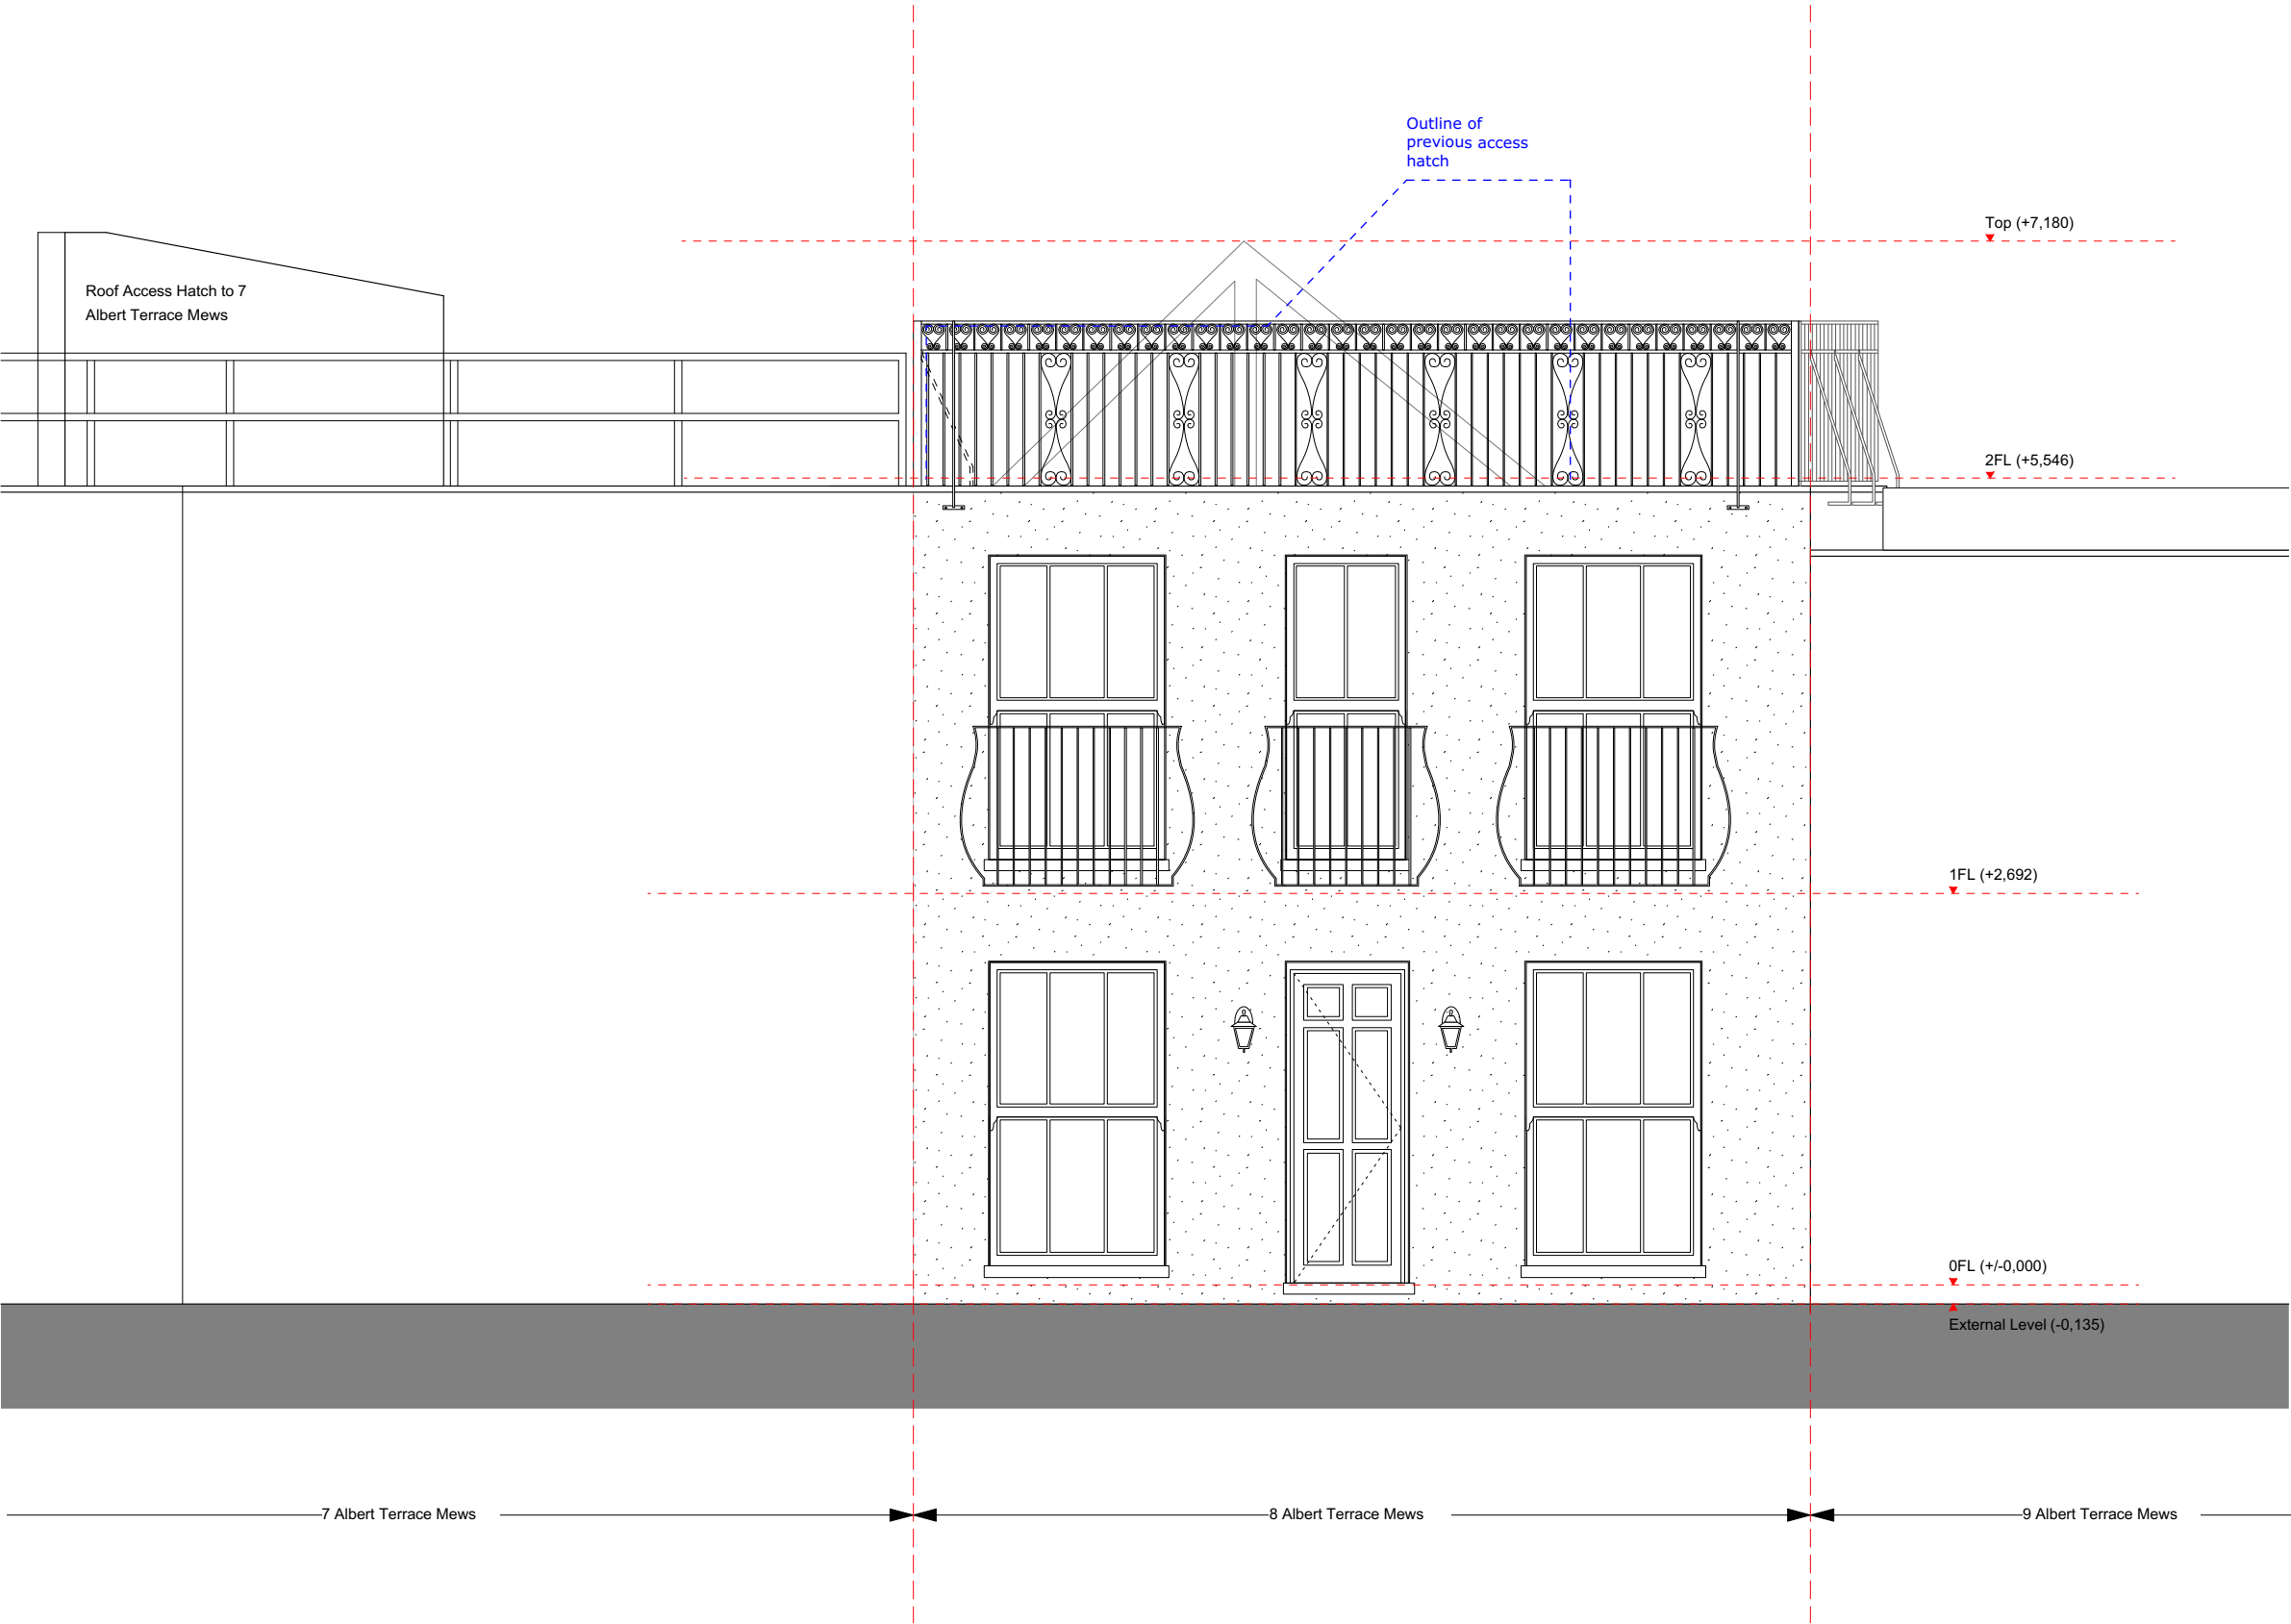 Outline of
previous access
hatch
Top (+7,180)
Roof Access Hatch to 7
Albert Terrace Mews
2FL (+5,546)
1FL (+2,692)
0FL (+/-0,000)
External Level (-0,135)
7 Albert Terrace Mews
8 Albert Terrace Mews
9 Albert Terrace Mews